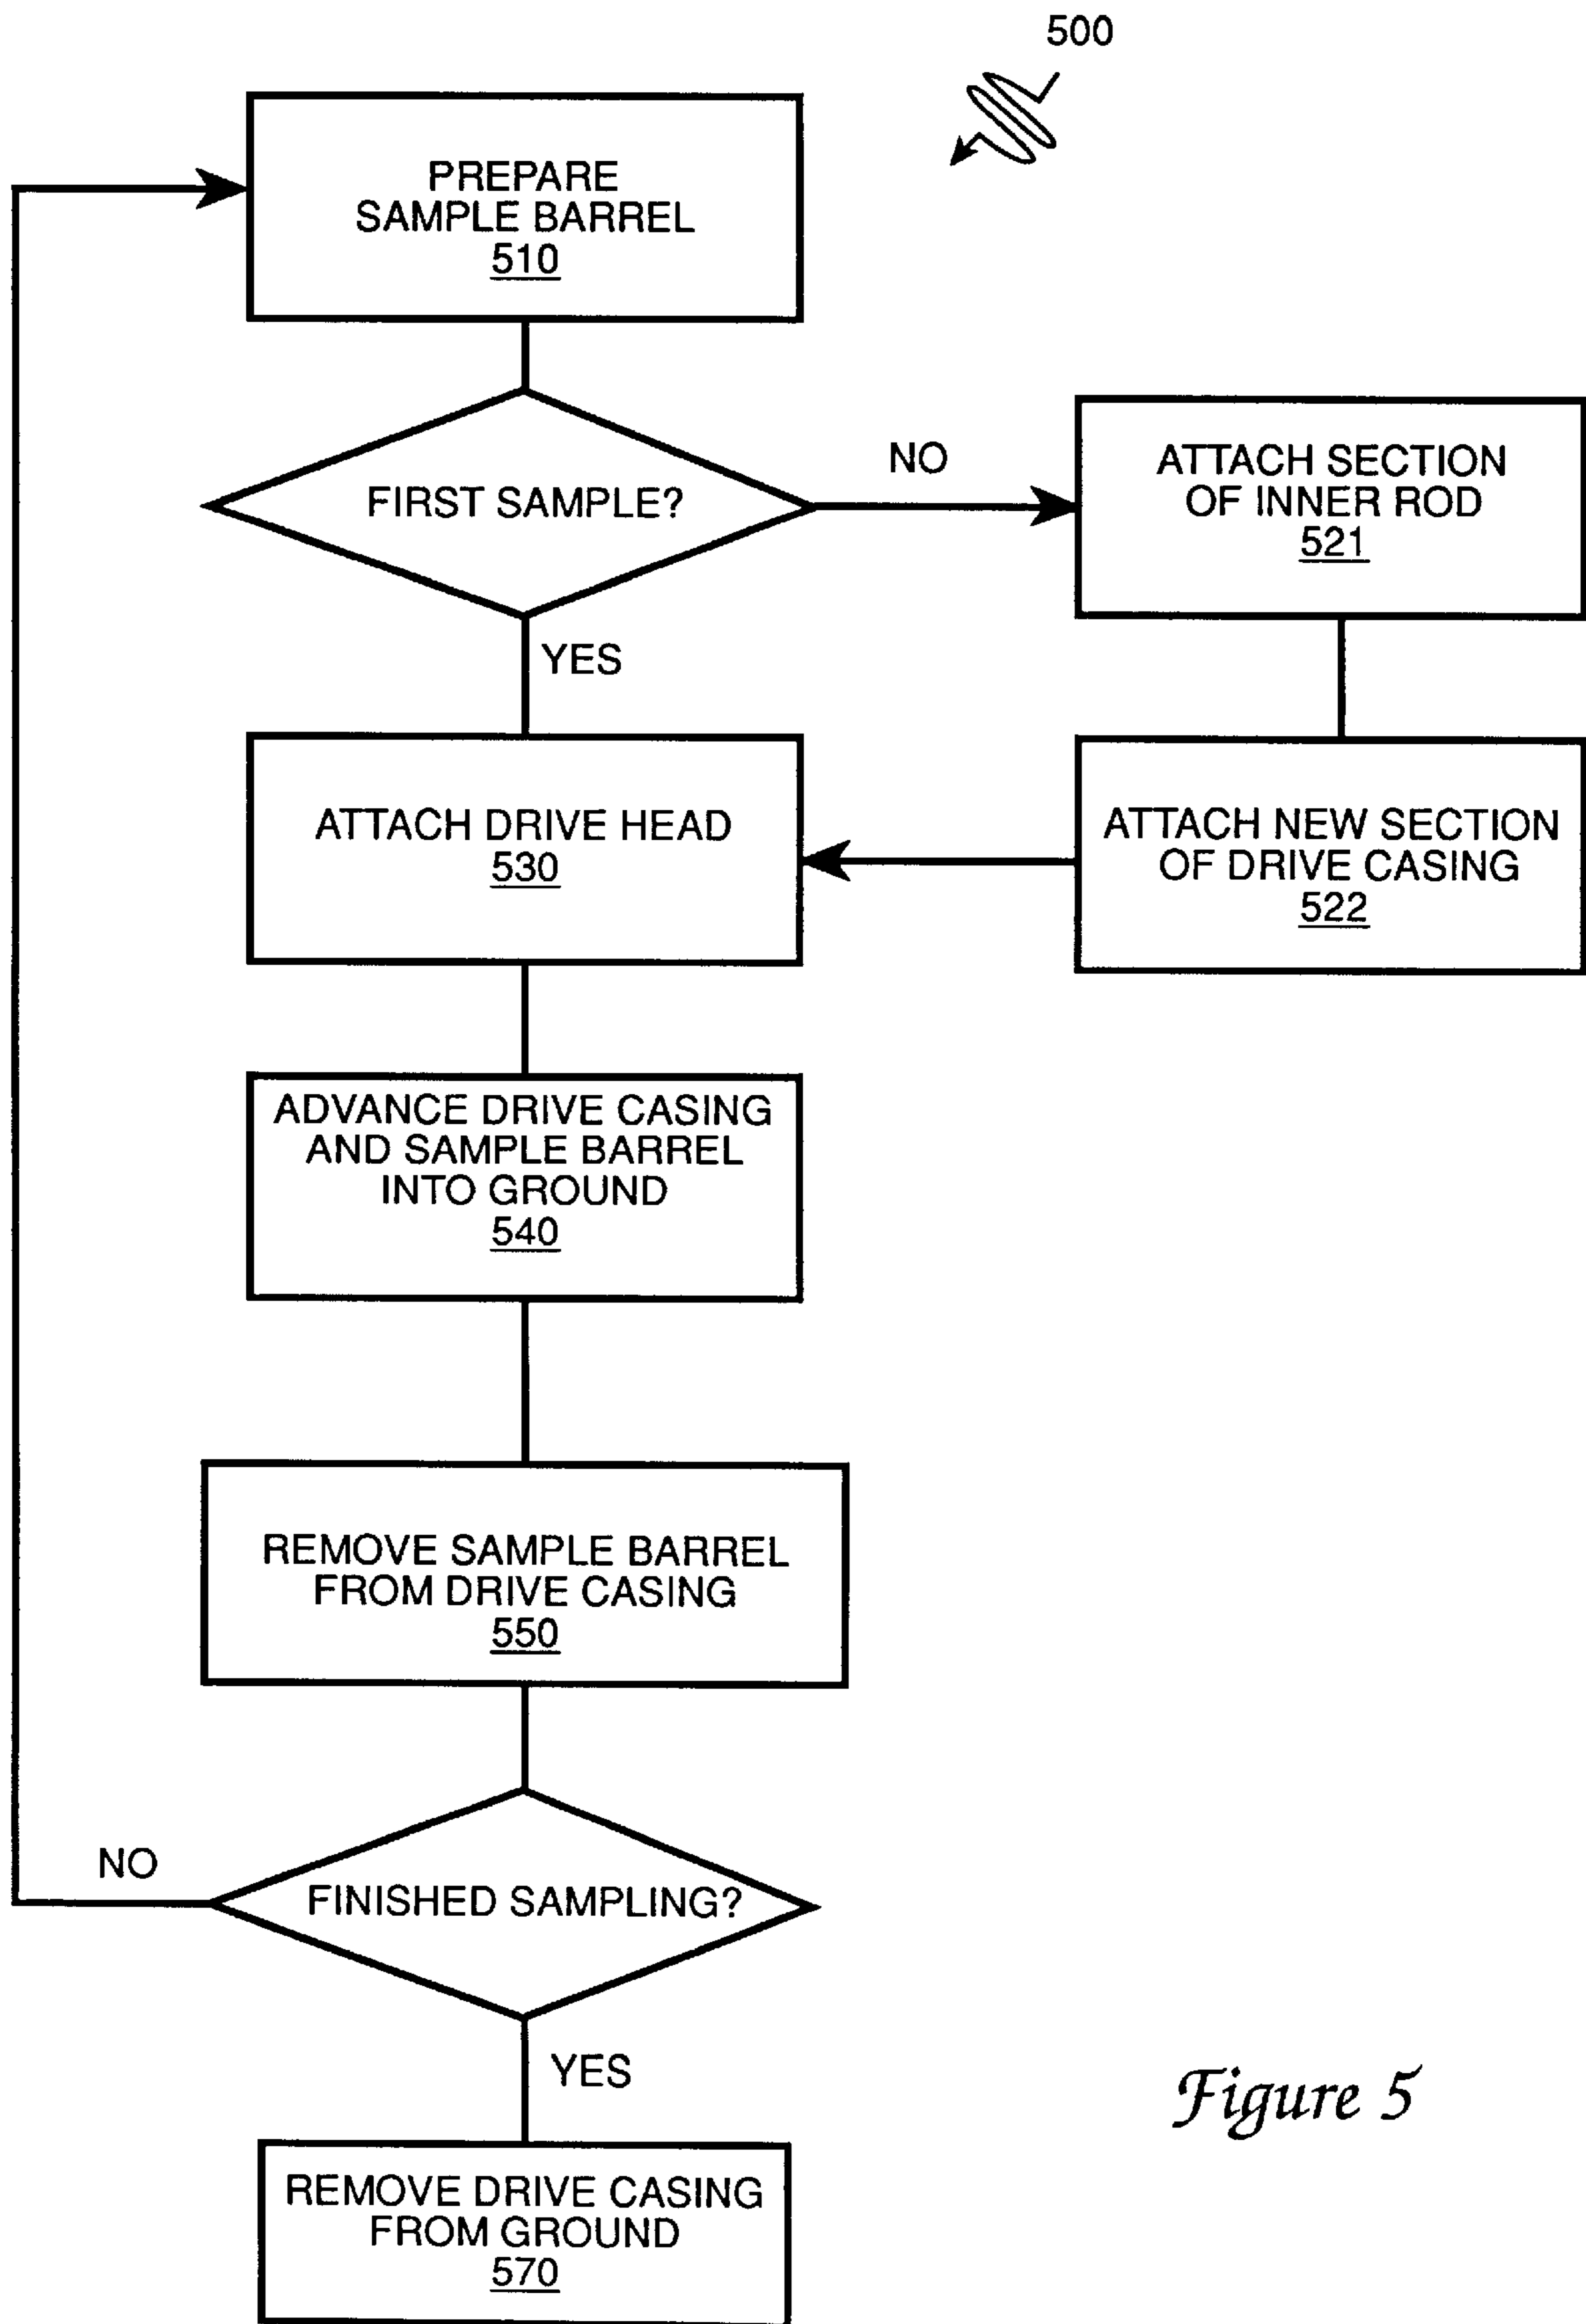 500
PREPARE
SAMPLE BARREL
510
FIRST SAMPLE?
NO
ATTACH SECTION
OF INNER ROD
521
YES
ATTACH DRIVE HEAD
530
ATTACH NEW SECTION
OF DRIVE CASING
522
ADVANCE DRIVE CASING
AND SAMPLE BARREL
INTO GROUND
540
REMOVE SAMPLE BARREL
FROM DRIVE CASING
550
NO
FINISHED SAMPLING?
YES
REMOVE DRIVE CASING
FROM GROUND
570
Figure 5